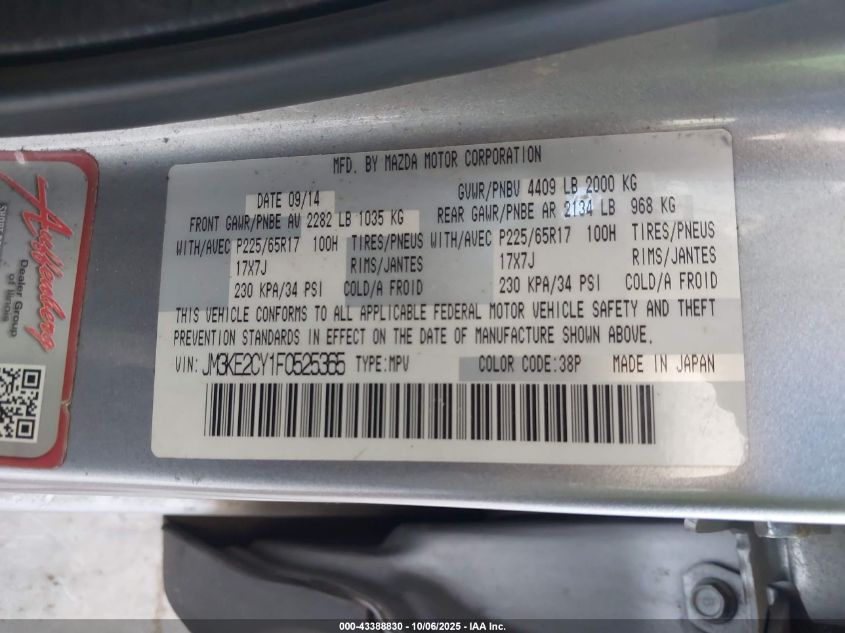 MFD. BY MAZDA MOTOR CORPORATION
DATE 09/14 GVWR/PNBV 4409 LB 2000 KG
FRONT GAWR/PNBE AV 2282 LB 1035 KG REAR GAWR/PNBE AR 2134 LB 968 KG
WITH/AVEC P225/65R17 100H TIRES/PNEUS WITH/AVEC P225/65R17 100H TIRES/PNEUS
17X7J RIMS/JANTES 17X7J RIMS/JANTES
230 KPA/34 PSI COLD/A FROID 230 KPA/34 PSI COLD/A FROID
THIS VEHICLE CONFORMS TO ALL APPLICABLE FEDERAL MOTOR VEHICLE SAFETY AND THEFT
PREVENTION STANDARDS IN EFFECT ON THE DATE OF MANUFACTURE SHOWN ABOVE.
VIN: JM3KE2CY1F0525365 TYPE:MPV COLOR CODE:38P MADE IN JAPAN
Auffenberg
Dealer Group
of Illinois
000-43388830 - 10/06/2025 - IAA Inc.